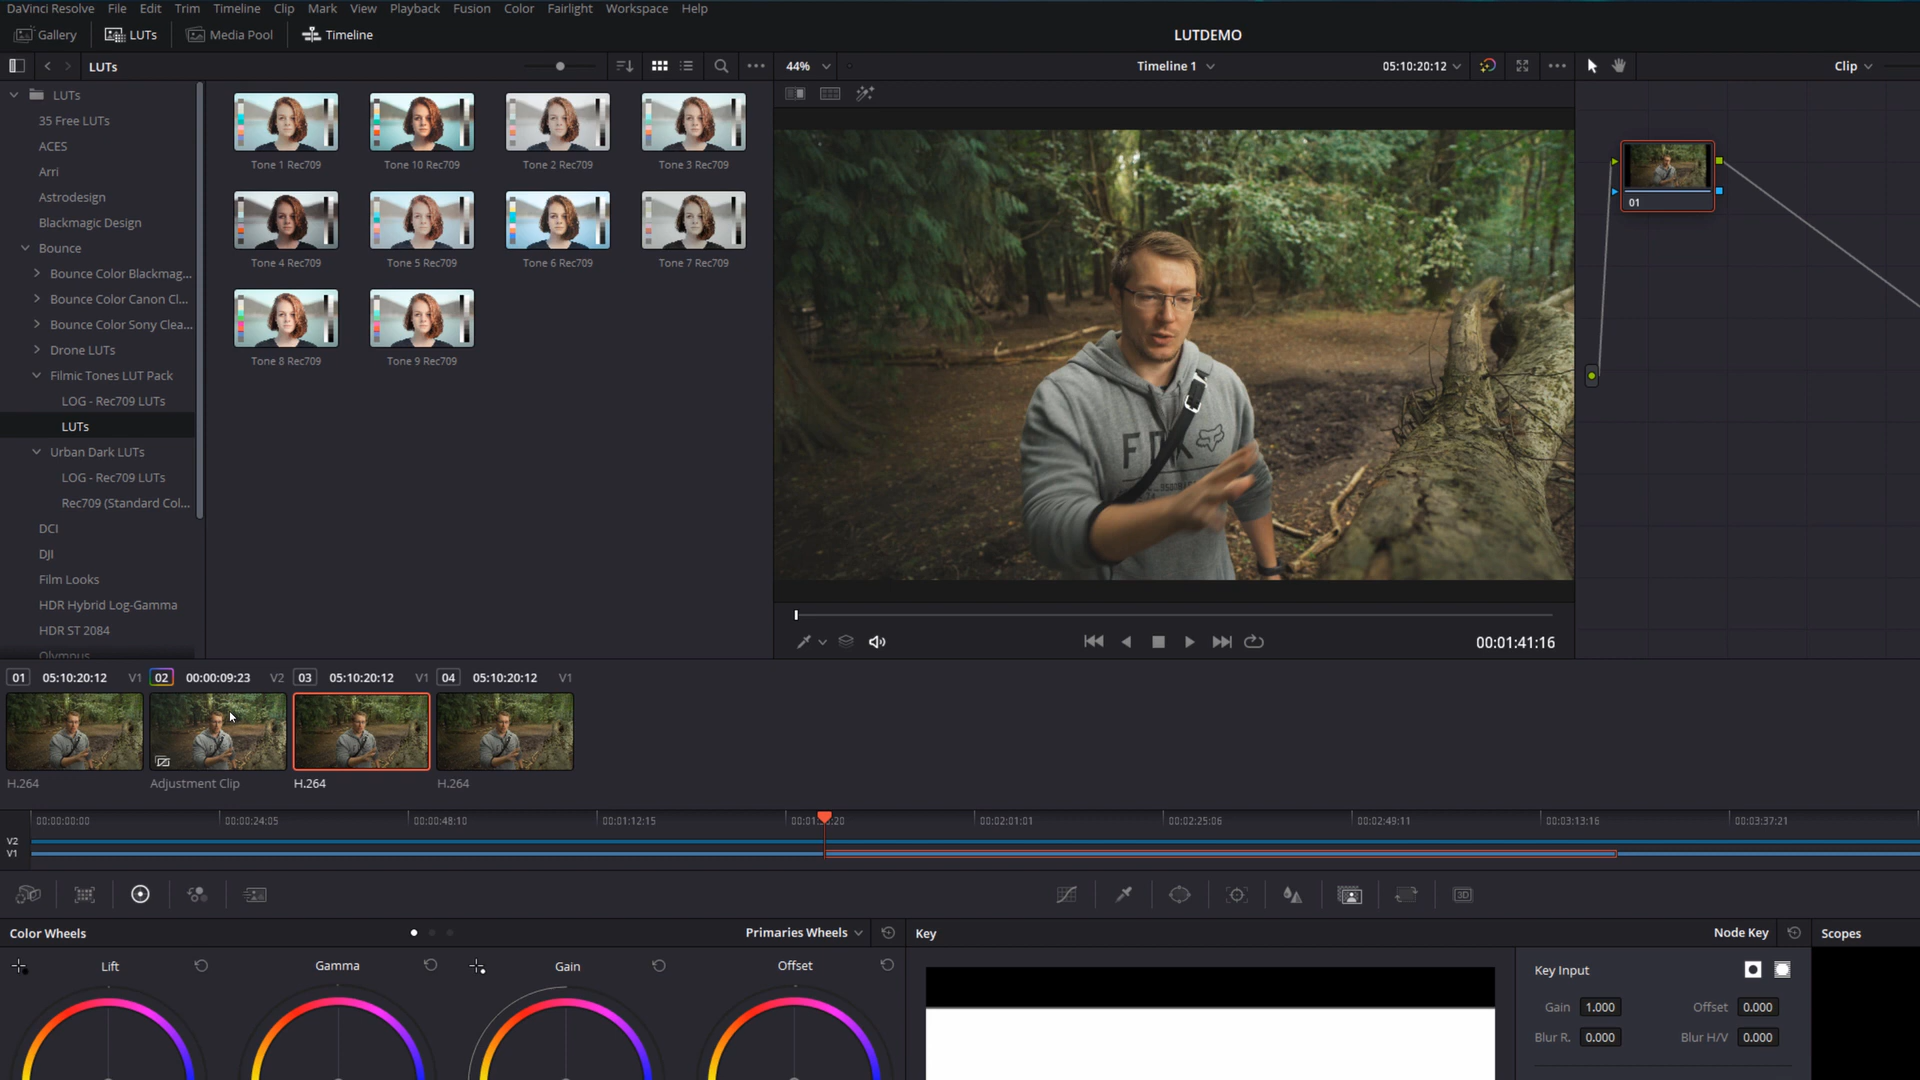 DaVinci Resolve File Edit Trim Timeline Clip Mark View Playback Fusion Color Fairlight Workspace Help
Gallery LUTs Media Pool Timeline LUTDEMO
LUTs 44% Timeline 1 05:10:20:12 Clip
LUTs
35 Free LUTs
ACES
Arri
Astrodesign
Blackmagic Design
Bounce
Bounce Color Blackmag...
Bounce Color Canon Cl...
Bounce Color Sony Clea...
Drone LUTs
Filmic Tones LUT Pack
LOG - Rec709 LUTs
LUTs
Urban Dark LUTs
LOG - Rec709 LUTs
Rec709 (Standard Col...
DCI
DJI
Film Looks
HDR Hybrid Log-Gamma
HDR ST 2084
Olympus
Tone 1 Rec709 Tone 10 Rec709 Tone 2 Rec709 Tone 3 Rec709
Tone 4 Rec709 Tone 5 Rec709 Tone 6 Rec709 Tone 7 Rec709
Tone 8 Rec709 Tone 9 Rec709
01
00:01:41:16
01 05:10:20:12 V1 02 00:00:09:23 V2 03 05:10:20:12 V1 04 05:10:20:12 V1
H.264 Adjustment Clip H.264 H.264
00:00:00:00 00:00:24:05 00:00:48:10 00:01:12:15 00:02:01:01 00:02:25:06 00:02:49:11 00:03:13:16 00:03:37:21
V2
V1
3D
Color Wheels Primaries Wheels Key Node Key Scopes
Lift Gamma Gain Offset
Key Input
Gain 1.000 Offset 0.000
Blur R. 0.000 Blur H/V 0.000